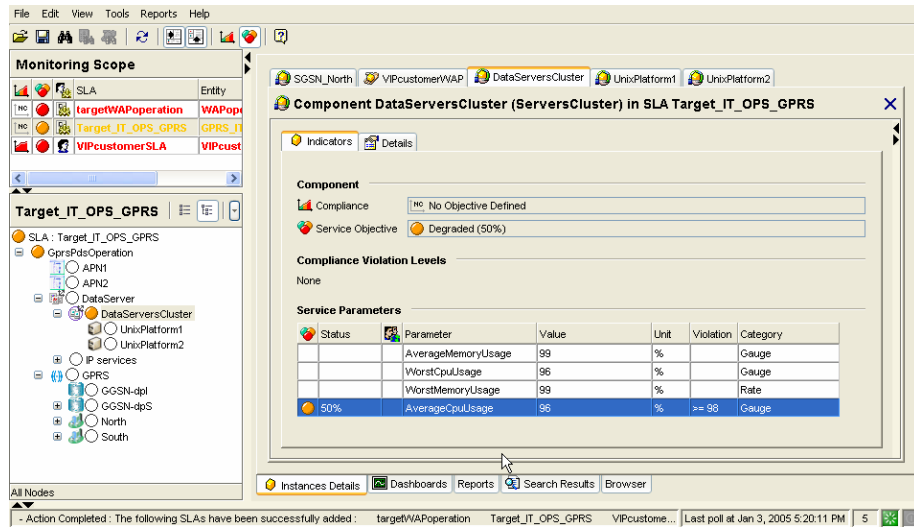 File Edit View Tools Reports Help
Monitoring Scope
SLA Entity
NC targetWAPoperation WAPope
NC Target_IT_OPS_GPRS GPRS_IT
VIPcustomerSLA VIPcust
Target_IT_OPS_GPRS
SLA : Target_IT_OPS_GPRS
GprsPdsOperation
APN1
APN2
DataServer
DataServersCluster
UnixPlatform1
UnixPlatform2
IP services
GPRS
GGSN-dpl
GGSN-dpS
North
South
All Nodes
SGSN_North VIPcustomerWAP DataServersCluster UnixPlatform1 UnixPlatform2
Component DataServersCluster (ServersCluster) in SLA Target_IT_OPS_GPRS
Indicators Details
Component
Compliance NC No Objective Defined
Service Objective Degraded (50%)
Compliance Violation Levels
None
Service Parameters
Status Parameter Value Unit Violation Category
AverageMemoryUsage 99 % Gauge
WorstCpuUsage 96 % Gauge
WorstMemoryUsage 99 % Rate
50% AverageCpuUsage 96 % >= 98 Gauge
Instances Details Dashboards Reports Search Results Browser
- Action Completed : The following SLAs have been successfully added : targetWAPoperation Target_IT_OPS_GPRS VIPcustome... Last poll at Jan 3, 2005 5:20:11 PM 5